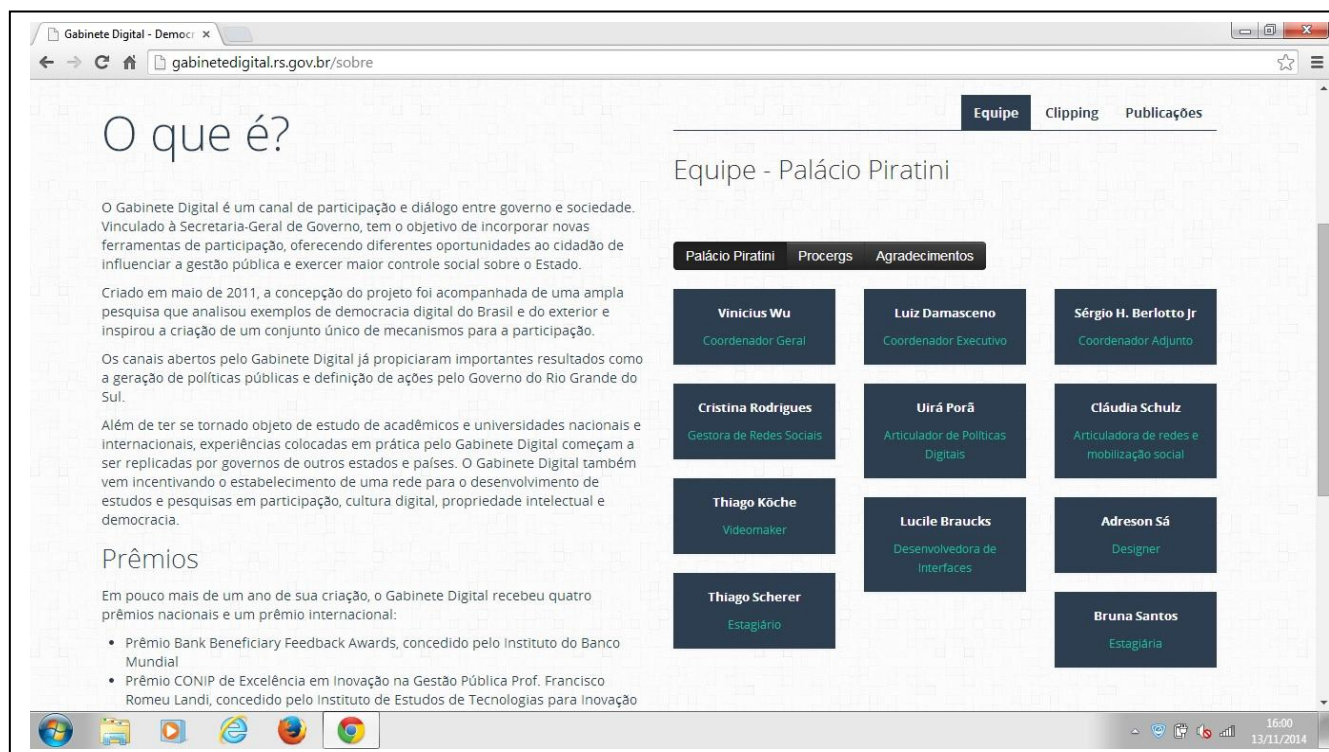 Gabinete Digital - Democr
gabinetedigital.rs.gov.br/sobre
O que é?
O Gabinete Digital é um canal de participação e diálogo entre governo e sociedade.
Vinculado à Secretaria-Geral de Governo, tem o objetivo de incorporar novas
ferramentas de participação, oferecendo diferentes oportunidades ao cidadão de
influenciar a gestão pública e exercer maior controle social sobre o Estado.
Criado em maio de 2011, a concepção do projeto foi acompanhada de uma ampla
pesquisa que analisou exemplos de democracia digital do Brasil e do exterior e
inspirou a criação de um conjunto único de mecanismos para a participação.
Os canais abertos pelo Gabinete Digital já propiciaram importantes resultados como
a geração de políticas públicas e definição de ações pelo Governo do Rio Grande do
Sul.
Além de ter se tornado objeto de estudo de acadêmicos e universidades nacionais e
internacionais, experiências colocadas em prática pelo Gabinete Digital começam a
ser replicadas por governos de outros estados e países. O Gabinete Digital também
vem incentivando o estabelecimento de uma rede para o desenvolvimento de
estudos e pesquisas em participação, cultura digital, propriedade intelectual e
democracia.
Prêmios
Em pouco mais de um ano de sua criação, o Gabinete Digital recebeu quatro
prêmios nacionais e um prêmio internacional:
• Prêmio Bank Beneficiary Feedback Awards, concedido pelo Instituto do Banco
Mundial
• Prêmio CONIP de Excelência em Inovação na Gestão Pública Prof. Francisco
Romeu Landi, concedido pelo Instituto de Estudos de Tecnologias para Inovação
Equipe Clipping Publicações
Equipe - Palácio Piratini
Palácio Piratini Procergs Agradecimentos
Vinicius Wu
Coordenador Geral
Luiz Damasceno
Coordenador Executivo
Sérgio H. Berlotto Jr
Coordenador Adjunto
Cristina Rodrigues
Gestora de Redes Sociais
Uirá Porã
Articulador de Políticas
Digitais
Cláudia Schulz
Articuladora de redes e
mobilização social
Thiago Köche
Videomaker
Lucile Braucks
Desenvolvedora de
Interfaces
Adreson Sá
Designer
Thiago Scherer
Estagiário
Bruna Santos
Estagiária
16:00
13/11/2014